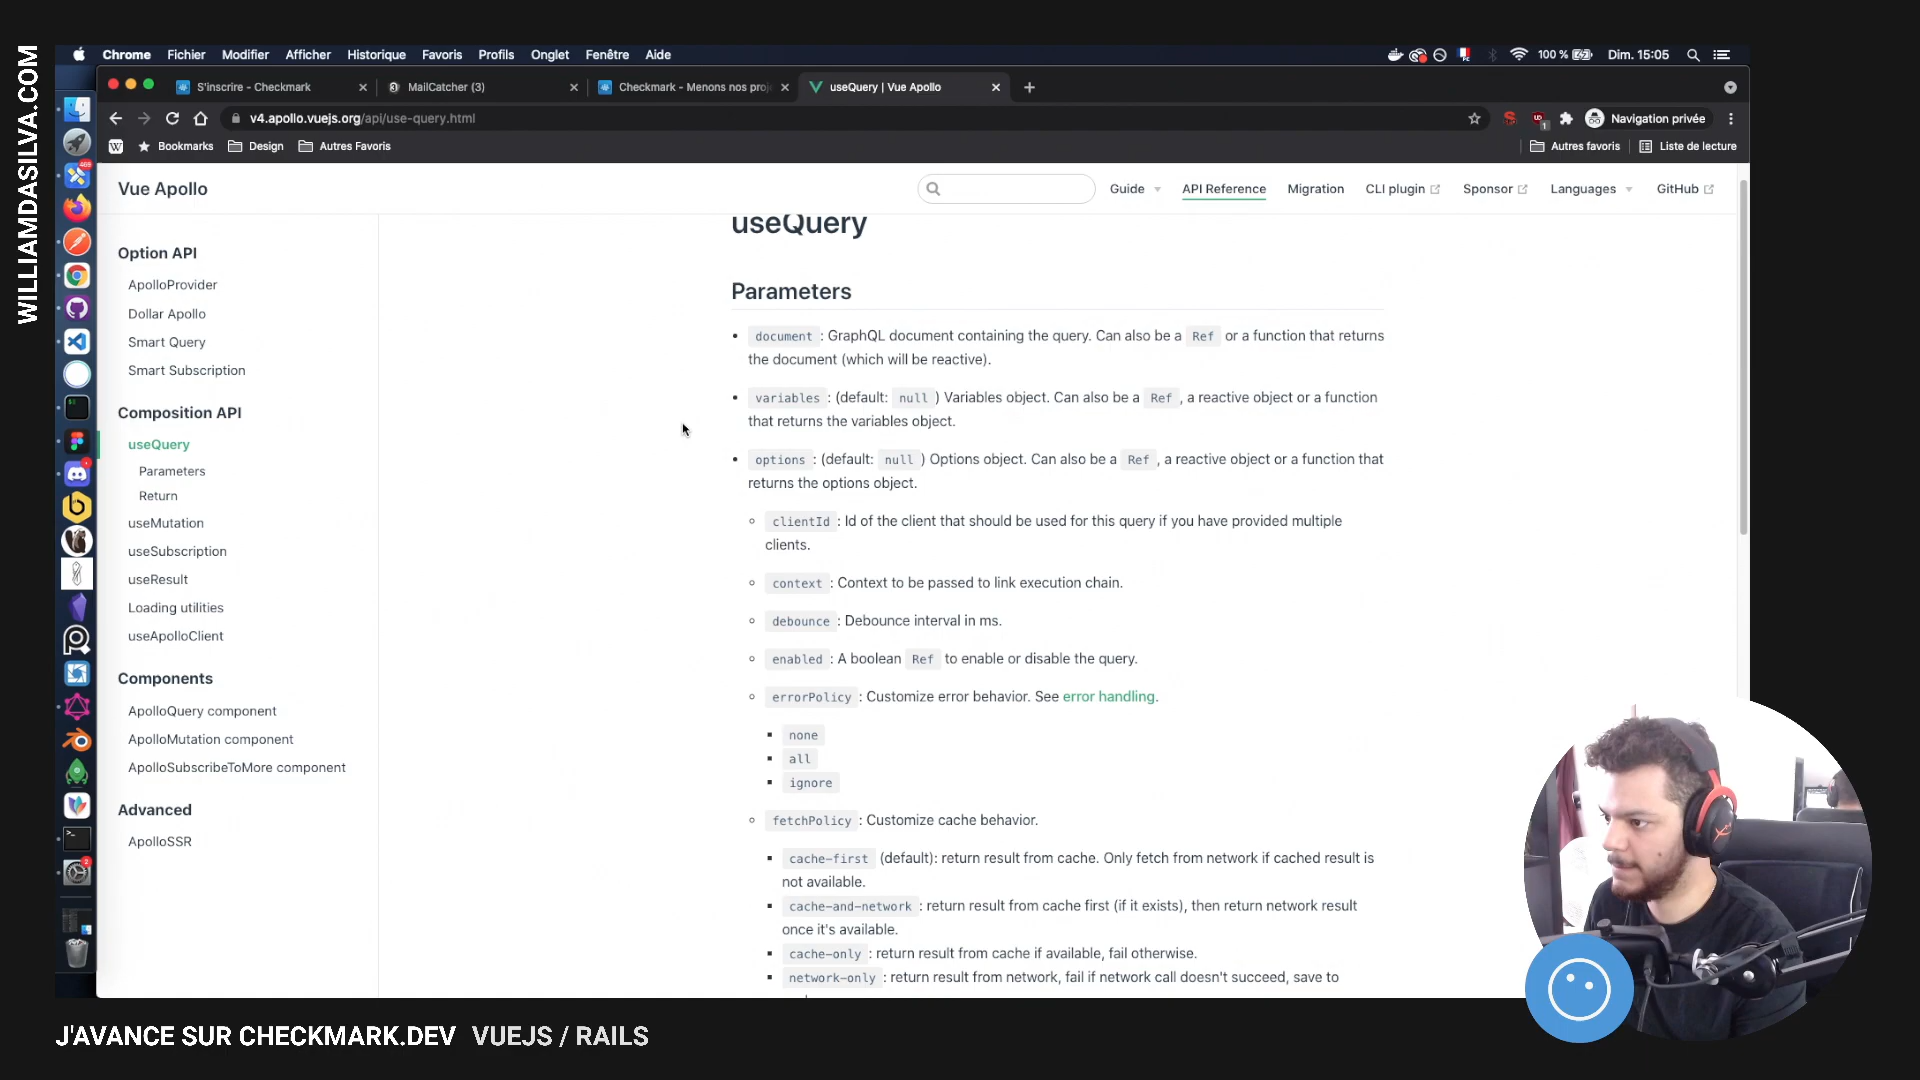 WILLIAMDASILVA.COM
Chrome Fichier Modifier Afficher Historique Favoris Profils Onglet Fenêtre Aide
100 % Dim. 15:05
S'inscrire - Checkmark
MailCatcher (3)
Checkmark - Menons nos proj
useQuery | Vue Apollo
v4.apollo.vuejs.org/api/use-query.html
Navigation privée
Bookmarks Design Autres Favoris
Autres favoris Liste de lecture
Vue Apollo
Guide API Reference Migration CLI plugin Sponsor Languages GitHub
Option API
ApolloProvider
Dollar Apollo
Smart Query
Smart Subscription
Composition API
useQuery
Parameters
Return
useMutation
useSubscription
useResult
Loading utilities
useApolloClient
Components
ApolloQuery component
ApolloMutation component
ApolloSubscribeToMore component
Advanced
ApolloSSR
useQuery
Parameters
document : GraphQL document containing the query. Can also be a Ref or a function that returns
the document (which will be reactive).
variables : (default: null ) Variables object. Can also be a Ref , a reactive object or a function
that returns the variables object.
options : (default: null ) Options object. Can also be a Ref , a reactive object or a function that
returns the options object.
clientId : Id of the client that should be used for this query if you have provided multiple
clients.
context : Context to be passed to link execution chain.
debounce : Debounce interval in ms.
enabled : A boolean Ref to enable or disable the query.
errorPolicy : Customize error behavior. See error handling.
none
all
ignore
fetchPolicy : Customize cache behavior.
cache-first (default): return result from cache. Only fetch from network if cached result is
not available.
cache-and-network : return result from cache first (if it exists), then return network result
once it's available.
cache-only : return result from cache if available, fail otherwise.
network-only : return result from network, fail if network call doesn't succeed, save to
J'AVANCE SUR CHECKMARK.DEV VUEJS / RAILS